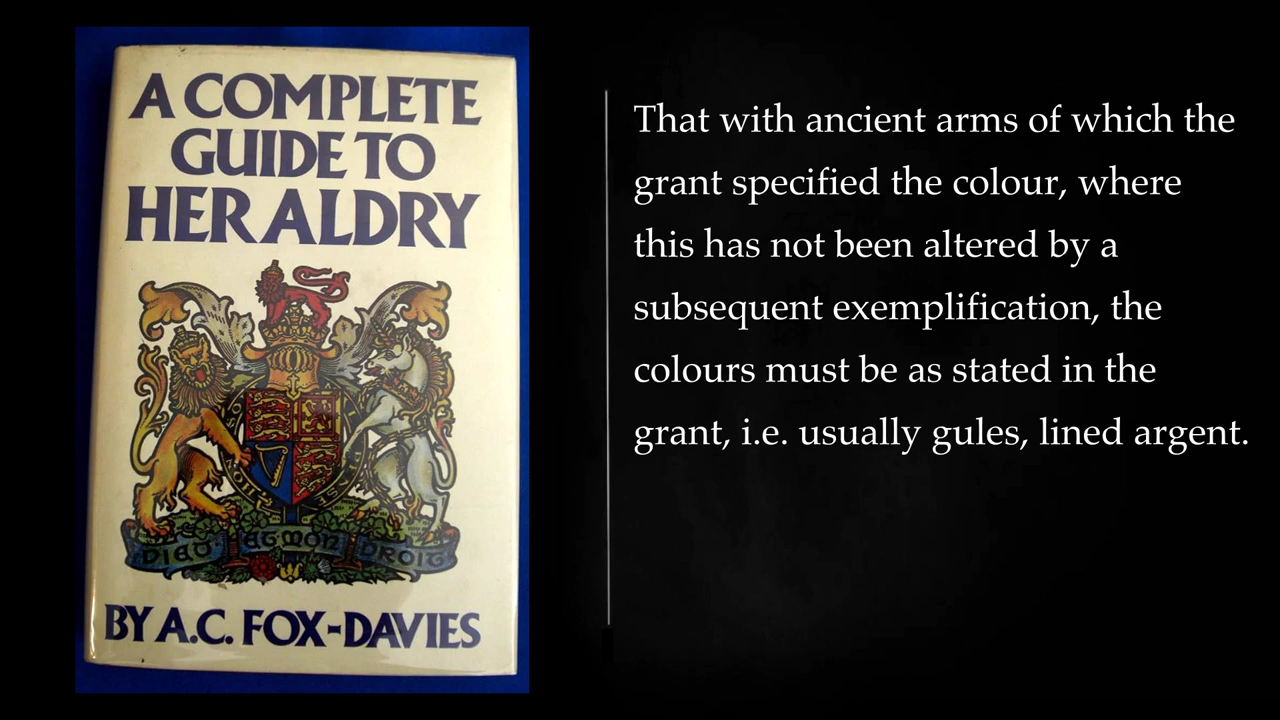 A COMPLETE
GUIDE TO
HERALDRY
DIEU ET MON DROIT
BY A.C. FOX-DAVIES
That with ancient arms of which the
grant specified the colour, where
this has not been altered by a
subsequent exemplification, the
colours must be as stated in the
grant, i.e. usually gules, lined argent.